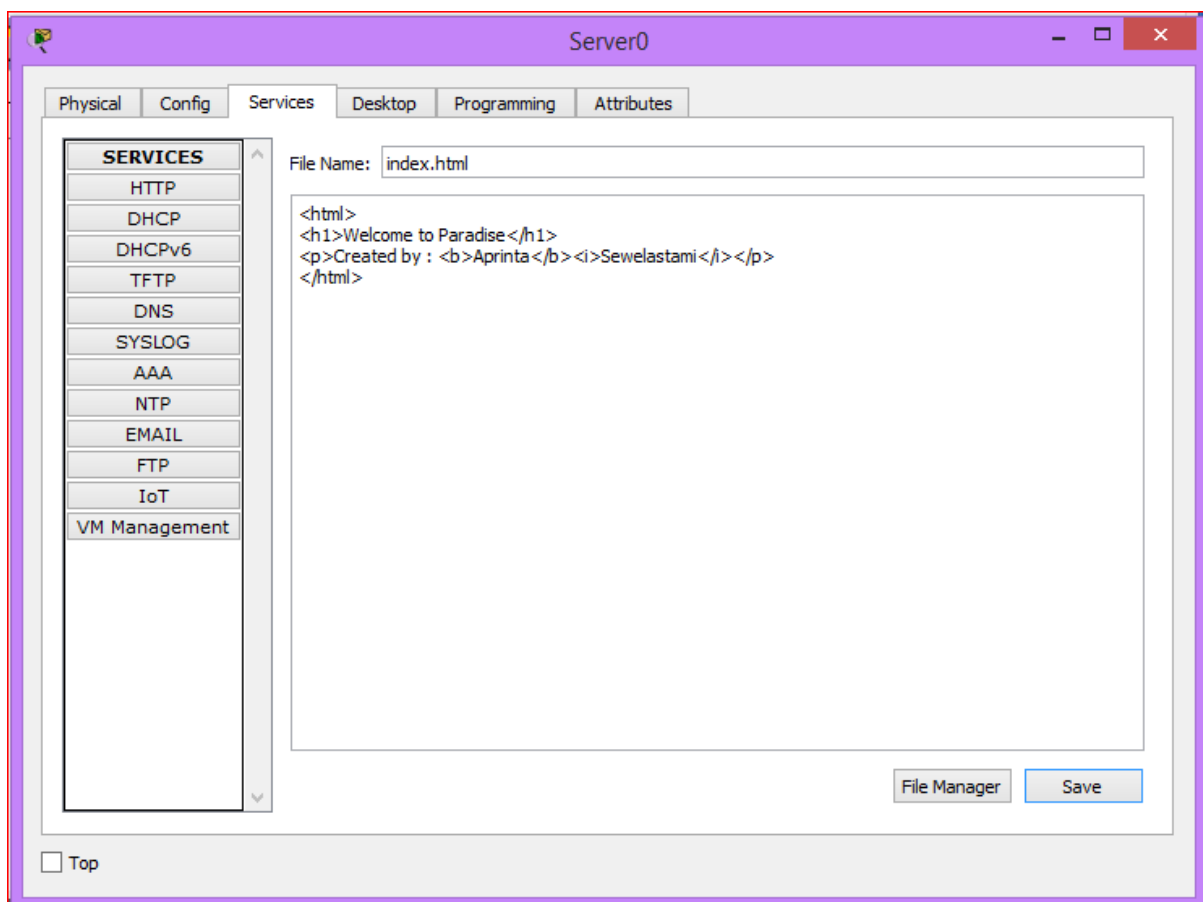 Server0
Physical Config Services Desktop Programming Attributes
SERVICES
HTTP
DHCP
DHCPv6
TFTP
DNS
SYSLOG
AAA
NTP
EMAIL
FTP
IoT
VM Management
File Name: index.html
<html>
<h1>Welcome to Paradise</h1>
<p>Created by : <b>Aprinta</b><i>Sewelastami</i></p>
</html>
File Manager Save
Top